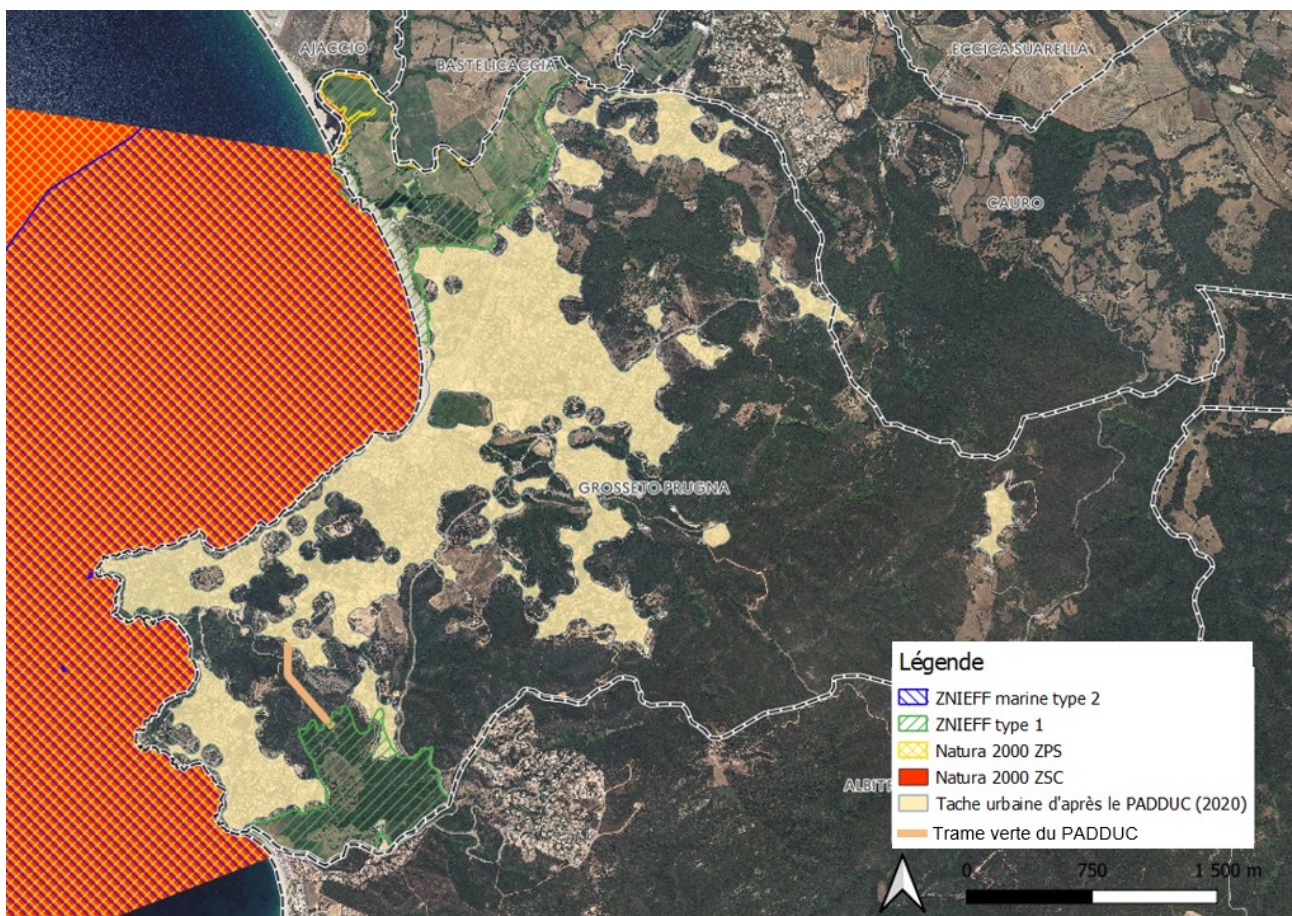 AJACCIO
BASTELICACCIA
ECCICA SUARELLA
CAURO
GROSSETO PRUGNA
Légende
ZNIEFF marine type 2
ZNIEFF type 1
Natura 2000 ZPS
Natura 2000 ZSC
Tache urbaine d'après le PADDUC (2020)
Trame verte du PADDUC
ALBIT
0 750 1 500 m